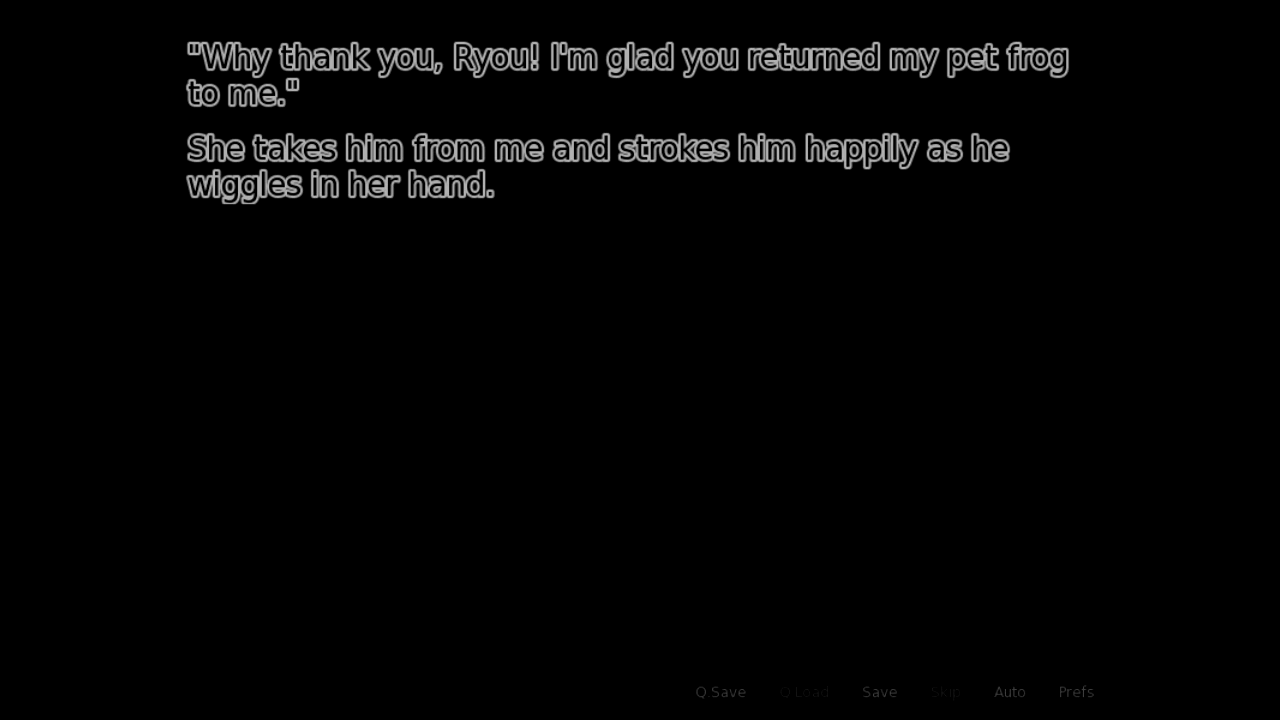 "Why thank you, Ryou! I'm glad you returned my pet frog
to me."
She takes him from me and strokes him happily as he
wiggles in her hand.
Q.Save Q.Load Save Skip Auto Prefs